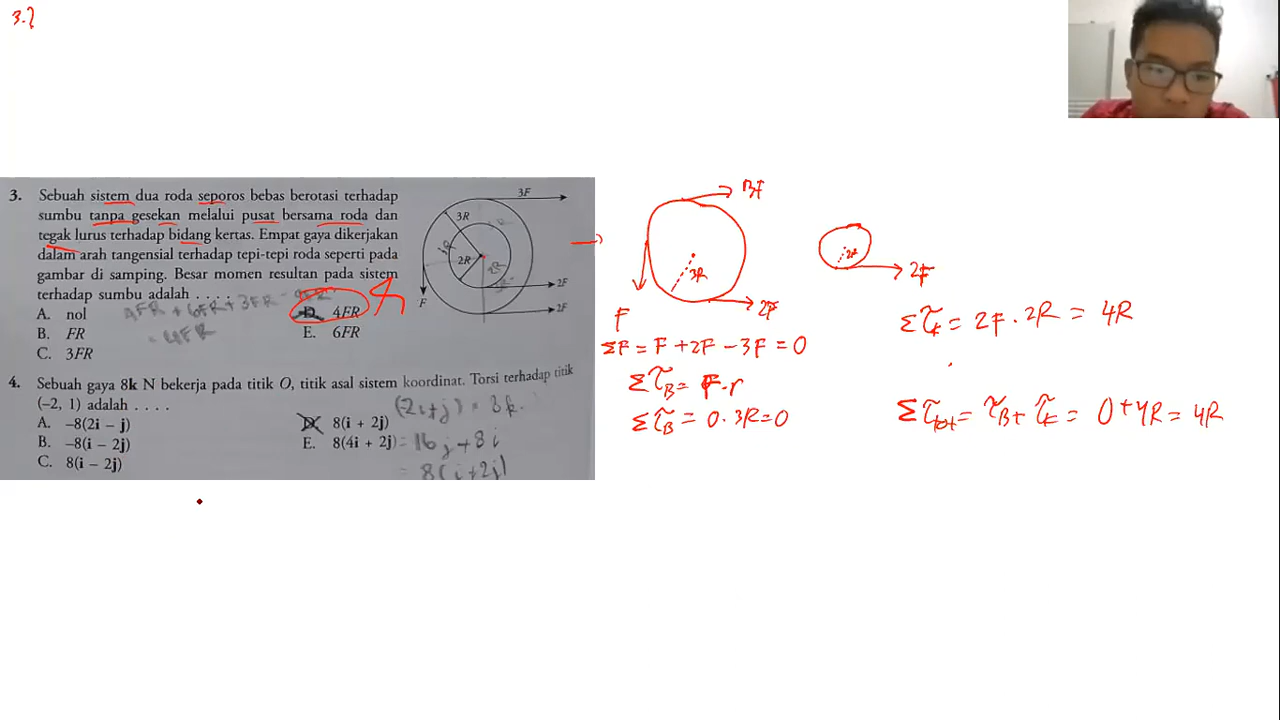 3.)
3. Sebuah sistem dua roda seporos bebas berotasi terhadap
sumbu tanpa gesekan melalui pusat bersama roda dan
tegak lurus terhadap bidang kertas. Empat gaya dikerjakan
dalam arah tangensial terhadap tepi-tepi roda seperti pada
gambar di samping. Besar momen resultan pada sistem
terhadap sumbu adalah . . . .
A. nol
D. 4FR
B. FR
E. 6FR
C. 3FR
4FR + 6FR + 3FR
= 4FR
3F
3R
2R
2R
F
2F
2F
4. Sebuah gaya 8k N bekerja pada titik O, titik asal sistem koordinat. Torsi terhadap titik
(–2, 1) adalah . . . .
A. –8(2i – j)
D. 8(i + 2j)
B. –8(i – 2j)
E. 8(4i + 2j)
C. 8(i – 2j)
= 16j + 8i
= 8(i+2j)
3F
3R
F
2F
2R
2F
ΣF = F + 2F - 3F = 0
Στ_B = F.r
Στ_B = 0.3R = 0
Στ_k = 2F . 2R = 4R
Στ_tot = τ_B + τ_k = 0 + 4R = 4R